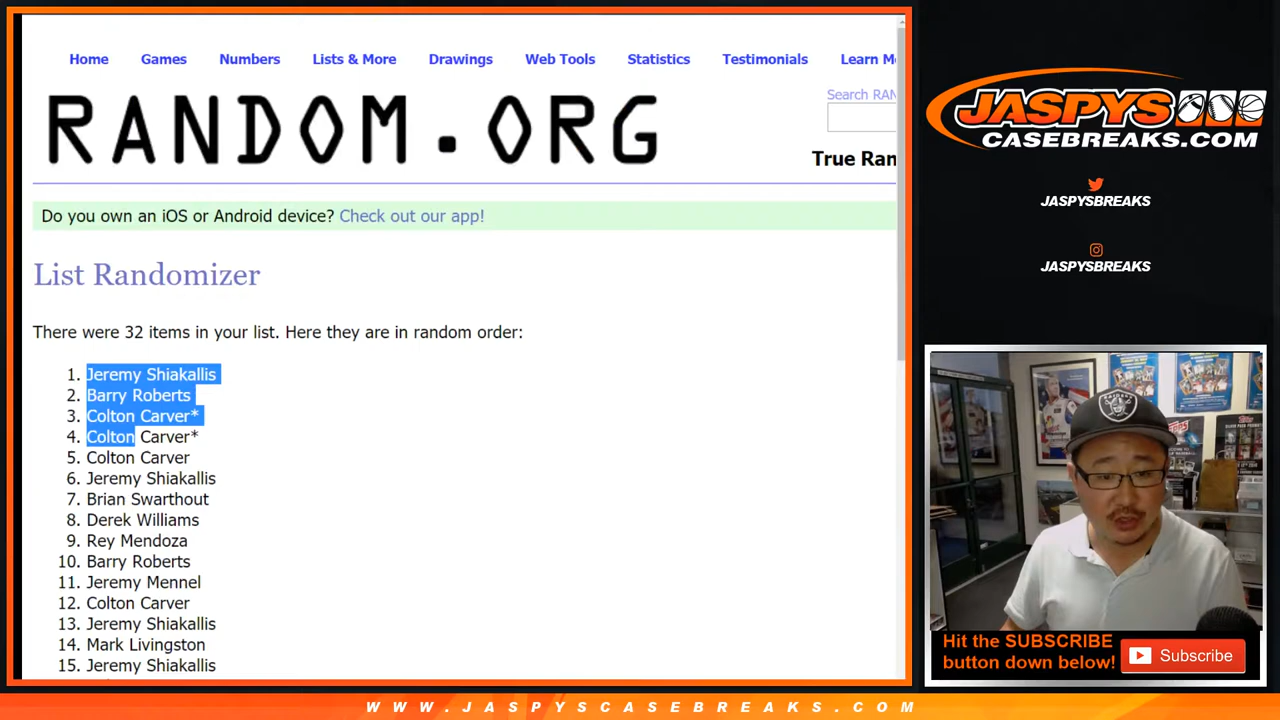 Home Games Numbers Lists & More Drawings Web Tools Statistics Testimonials Learn
Search
RANDOM.ORG
True
Do you own an iOS or Android device? Check out our app!
List Randomizer
There were 32 items in your list. Here they are in random order:
1. Jeremy Shiakallis
2. Barry Roberts
3. Colton Carver*
4. Colton Carver*
5. Colton Carver
6. Jeremy Shiakallis
7. Brian Swarthout
8. Derek Williams
9. Rey Mendoza
10. Barry Roberts
11. Jeremy Mennel
12. Colton Carver
13. Jeremy Shiakallis
14. Mark Livingston
15. Jeremy Shiakallis
JASPYS
CASEBREAKS.COM
JASPYSBREAKS
JASPYSBREAKS
RAIDERS
TOPPS
Hit the SUBSCRIBE
button down below!
Subscribe
WWW.JASPYSCASEBREAKS.COM